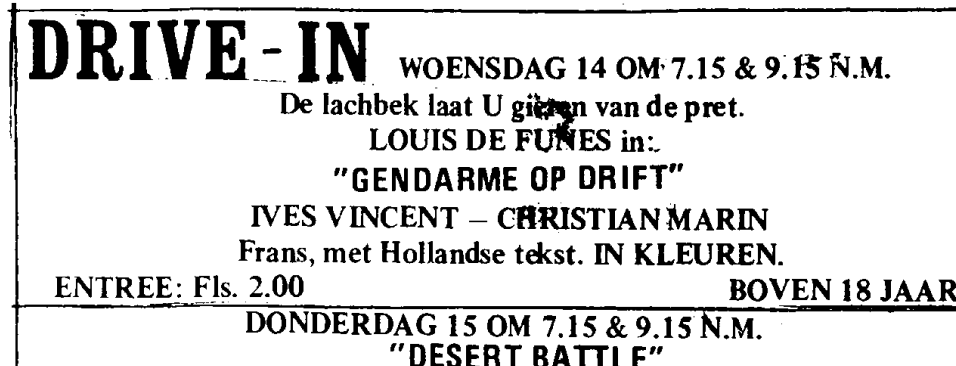 DRIVE-IN WOENSDAG 14 OM 7.15 & 9.15 N.M.
De lachbek laat U gieren van de pret.
LOUIS DE FUNES in:
"GENDARME OP DRIFT"
IVES VINCENT – CHRISTIAN MARIN
Frans, met Hollandse tekst. IN KLEUREN.
ENTREE: Fls. 2.00 BOVEN 18 JAAR
DONDERDAG 15 OM 7.15 & 9.15 N.M.
"DESERT BATTLE"